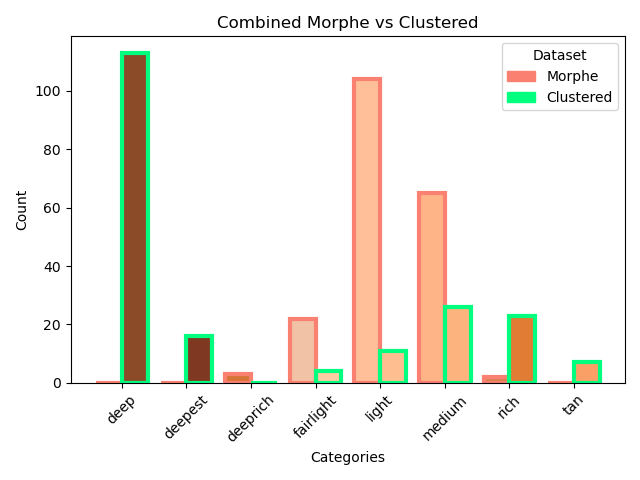 Combined Morphe vs Clustered
Dataset
Morphe
Clustered
Count
100
80
60
40
20
0
deep
deepest
deeprich
fairlight
light
medium
rich
tan
Categories